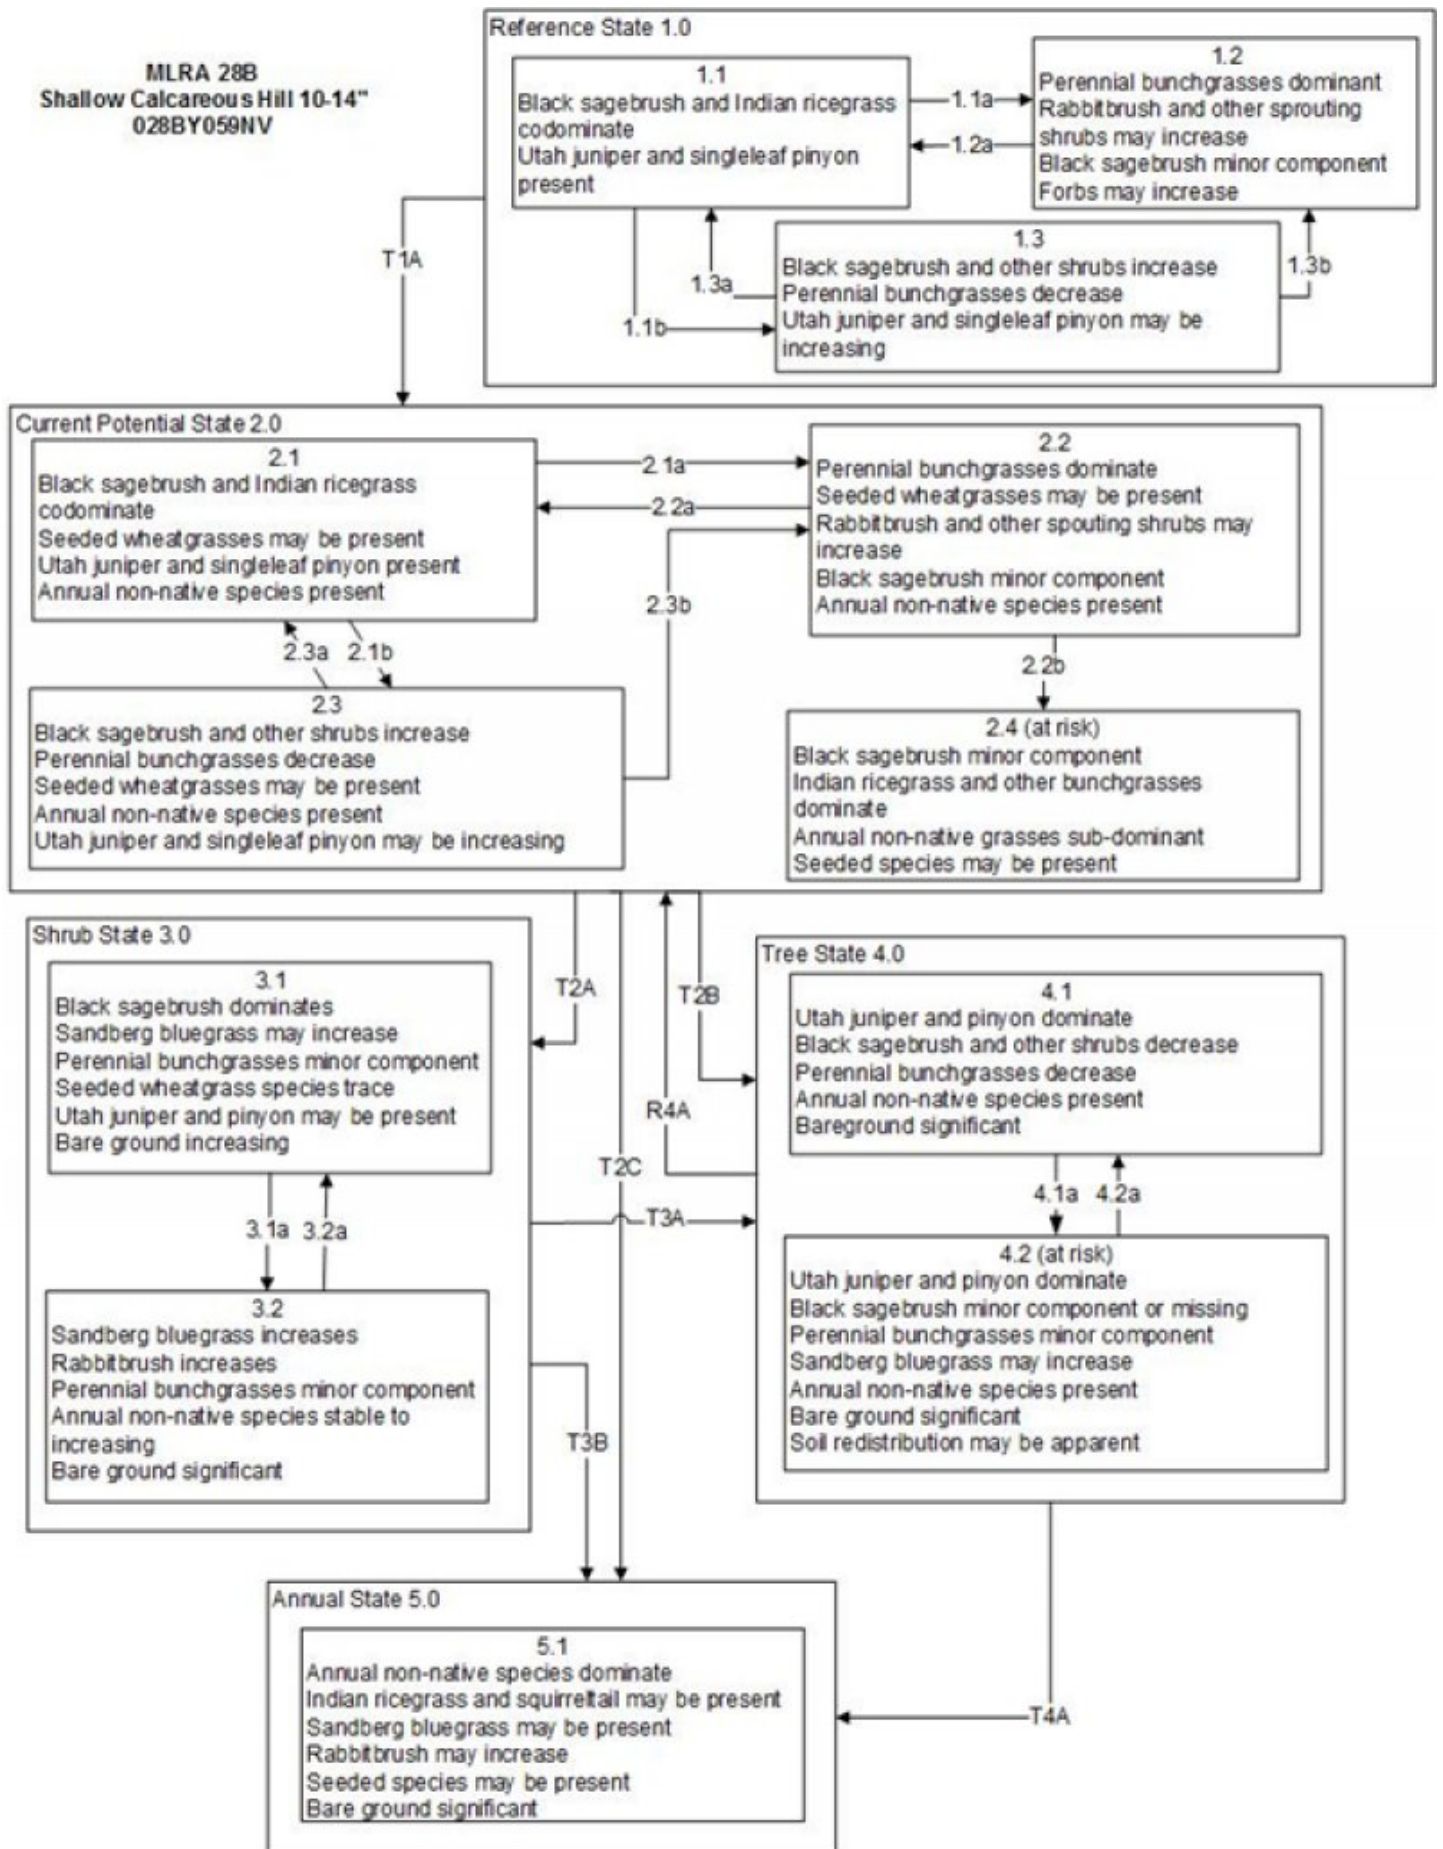 MLRA 28B
Shallow Calcareous Hill 10-14"
028BY059NV
Reference State 1.0
1.1
Black sagebrush and Indian ricegrass
codominate
Utah juniper and singleleaf pinyon
present
1.1a
1.2a
1.2
Perennial bunchgrasses dominant
Rabbitbrush and other sprouting
shrubs may increase
Black sagebrush minor component
Forbs may increase
1.3
Black sagebrush and other shrubs increase
Perennial bunchgrasses decrease
Utah juniper and singleleaf pinyon may be
increasing
1.3a
1.1b
1.3b
T1A
Current Potential State 2.0
2.1
Black sagebrush and Indian ricegrass
codominate
Seeded wheatgrasses may be present
Utah juniper and singleleaf pinyon present
Annual non-native species present
2.1a
2.2a
2.3b
2.2
Perennial bunchgrasses dominate
Seeded wheatgrasses may be present
Rabbitbrush and other spouting shrubs may
increase
Black sagebrush minor component
Annual non-native species present
2.3a
2.1b
2.2b
2.3
Black sagebrush and other shrubs increase
Perennial bunchgrasses decrease
Seeded wheatgrasses may be present
Annual non-native species present
Utah juniper and singleleaf pinyon may be increasing
2.4 (at risk)
Black sagebrush minor component
Indian ricegrass and other bunchgrasses
dominate
Annual non-native grasses sub-dominant
Seeded species may be present
T2A
T2B
R4A
T2C
T3A
T3B
Shrub State 3.0
3.1
Black sagebrush dominates
Sandberg bluegrass may increase
Perennial bunchgrasses minor component
Seeded wheatgrass species trace
Utah juniper and pinyon may be present
Bare ground increasing
3.1a
3.2a
3.2
Sandberg bluegrass increases
Rabbitbrush increases
Perennial bunchgrasses minor component
Annual non-native species stable to
increasing
Bare ground significant
Tree State 4.0
4.1
Utah juniper and pinyon dominate
Black sagebrush and other shrubs decrease
Perennial bunchgrasses decrease
Annual non-native species present
Bareground significant
4.1a
4.2a
4.2 (at risk)
Utah juniper and pinyon dominate
Black sagebrush minor component or missing
Perennial bunchgrasses minor component
Sandberg bluegrass may increase
Annual non-native species present
Bare ground significant
Soil redistribution may be apparent
T4A
Annual State 5.0
5.1
Annual non-native species dominate
Indian ricegrass and squirreltail may be present
Sandberg bluegrass may be present
Rabbitbrush may increase
Seeded species may be present
Bare ground significant